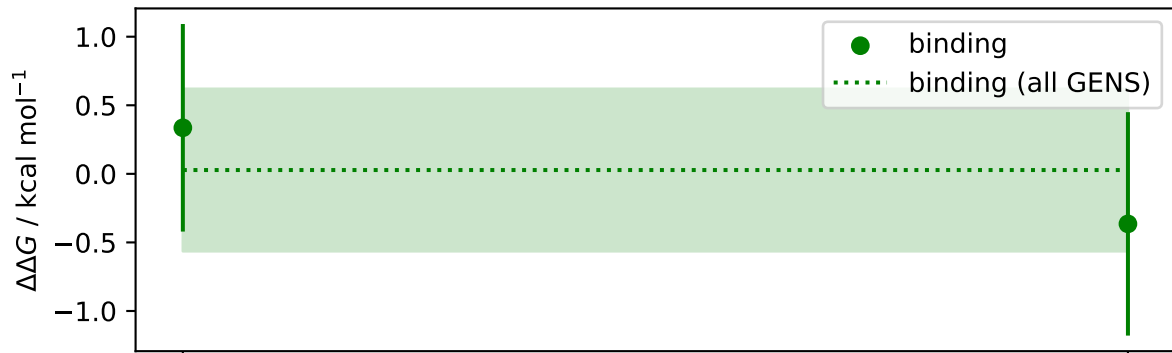 1.0
0.5
0.0
−0.5
−1.0
ΔΔG / kcal mol⁻¹
binding
binding (all GENS)